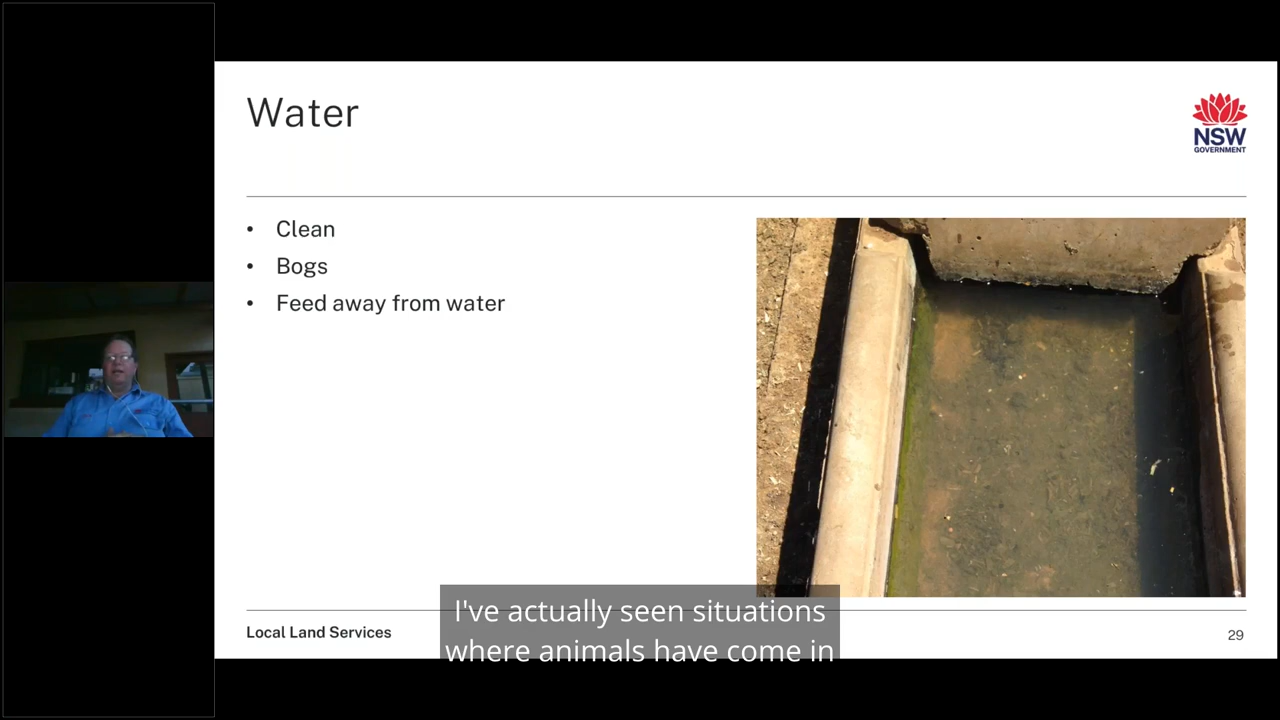 Water
NSW
GOVERNMENT
• Clean
• Bogs
• Feed away from water
I've actually seen situations
where animals have come in
Local Land Services
29